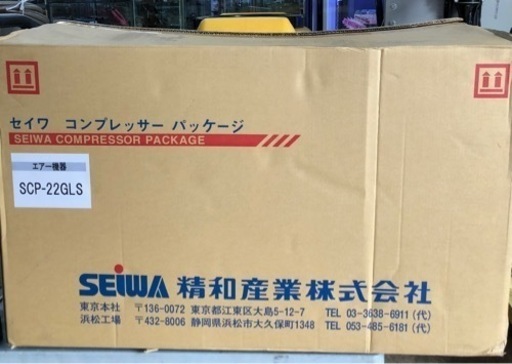 セイワ コンプレッサー パッケージ
SEIWA COMPRESSOR PACKAGE
エアー機器
SCP-22GLS
SEIWA 精和産業株式会社
東京本社 〒136-0072 東京都江東区大島5-12-7 TEL 03-3638-6911 (代)
浜松工場 〒432-8006 静岡県浜松市大久保町1348 TEL 053-485-6181 (代)